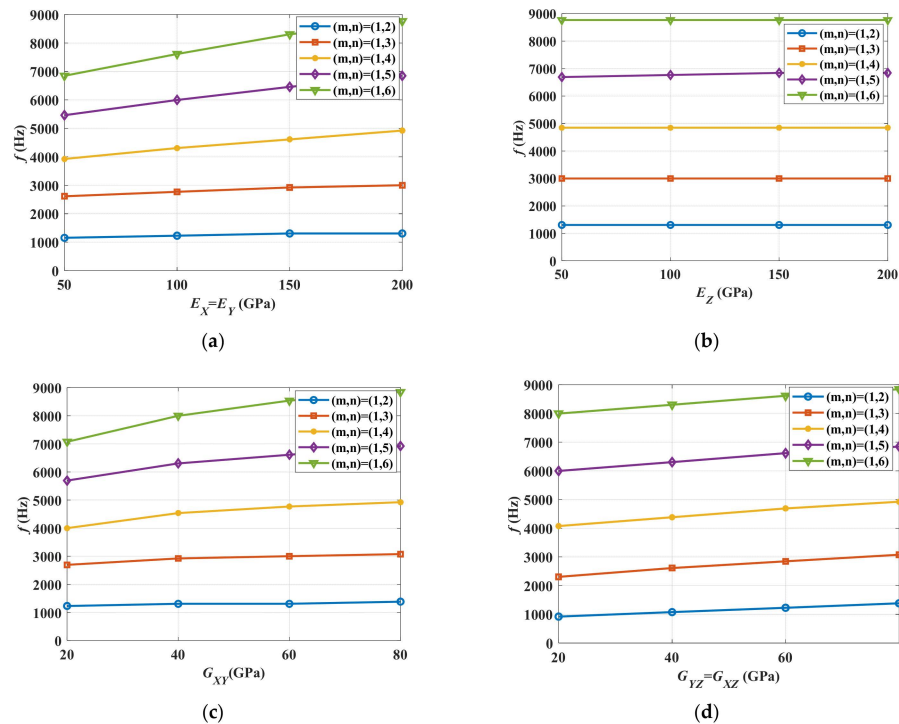 9000
8000
7000
6000
5000
4000
3000
2000
1000
0
f (Hz)
(m,n)=(1,2)
(m,n)=(1,3)
(m,n)=(1,4)
(m,n)=(1,5)
(m,n)=(1,6)
50 100 150 200
E_X=E_Y (GPa)
(a)
9000
8000
7000
6000
5000
4000
3000
2000
1000
0
f (Hz)
(m,n)=(1,2)
(m,n)=(1,3)
(m,n)=(1,4)
(m,n)=(1,5)
(m,n)=(1,6)
50 100 150 200
E_Z (GPa)
(b)
9000
8000
7000
6000
5000
4000
3000
2000
1000
0
f (Hz)
(m,n)=(1,2)
(m,n)=(1,3)
(m,n)=(1,4)
(m,n)=(1,5)
(m,n)=(1,6)
20 40 60 80
G_XY(GPa)
(c)
9000
8000
7000
6000
5000
4000
3000
2000
1000
0
f (Hz)
(m,n)=(1,2)
(m,n)=(1,3)
(m,n)=(1,4)
(m,n)=(1,5)
(m,n)=(1,6)
20 40 60
G_YZ=G_XZ (GPa)
(d)